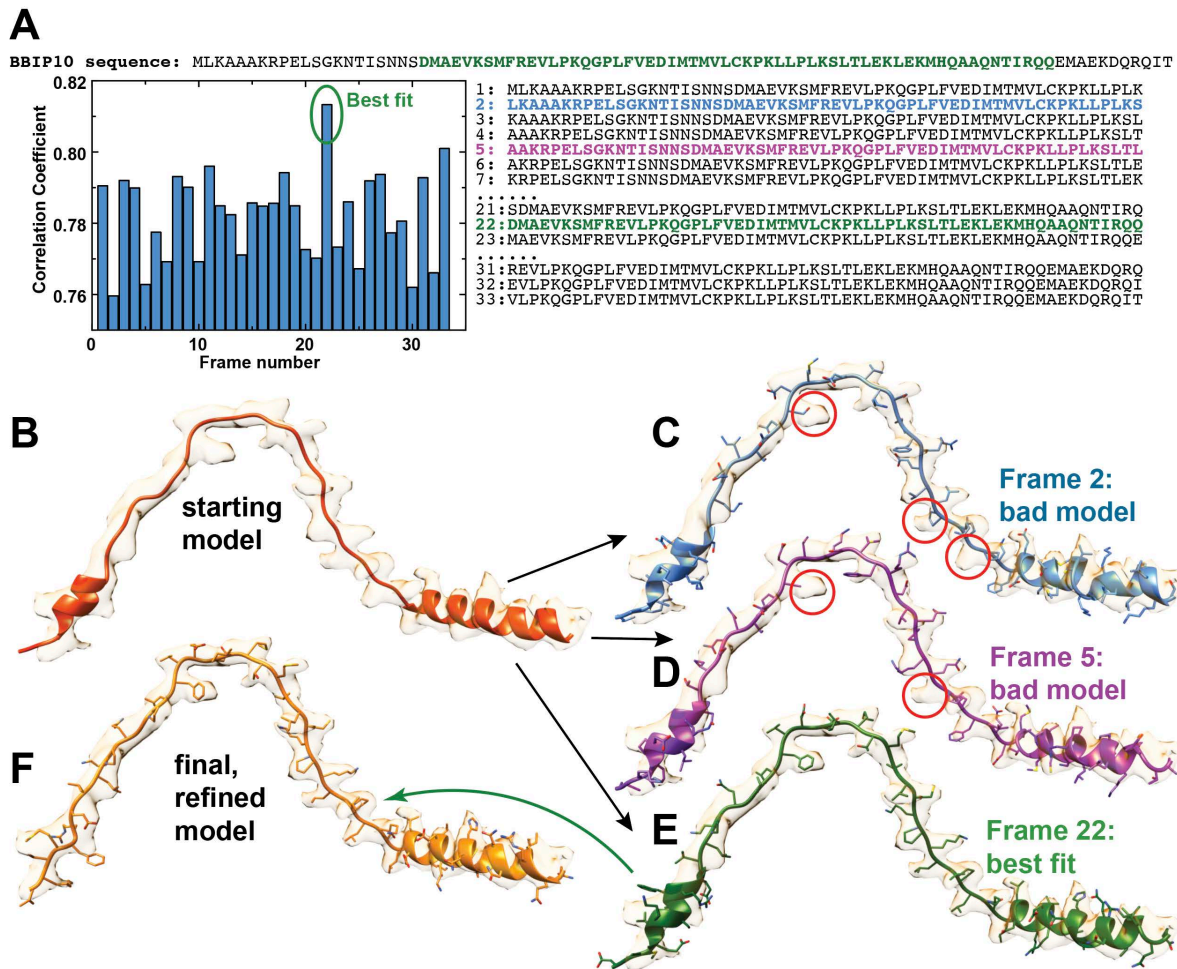 A
BBIP10 sequence: MLKAAAKRPELSGKNTISNNSDMAEVKSMFREVLPKQGPLFVEDIMTMVLCKPKLLPLKSLTLEKLEKMHQAAQNTIRQQEMAEKDQRQIT
0.82
0.80
0.78
0.76
Correlation Coefficient
Best fit
0
10
20
30
Frame number
1: MLKAAAKRPELSGKNTISNNSDMAEVKSMFREVLPKQGPLFVEDIMTMVLCKPKLLPLK
2: LKAAAKRPELSGKNTISNNSDMAEVKSMFREVLPKQGPLFVEDIMTMVLCKPKLLPLKS
3: KAAAKRPELSGKNTISNNSDMAEVKSMFREVLPKQGPLFVEDIMTMVLCKPKLLPLKSL
4: AAAKRPELSGKNTISNNSDMAEVKSMFREVLPKQGPLFVEDIMTMVLCKPKLLPLKSLT
5: AAKRPELSGKNTISNNSDMAEVKSMFREVLPKQGPLFVEDIMTMVLCKPKLLPLKSLTL
6: AKRPELSGKNTISNNSDMAEVKSMFREVLPKQGPLFVEDIMTMVLCKPKLLPLKSLTLE
7: KRPELSGKNTISNNSDMAEVKSMFREVLPKQGPLFVEDIMTMVLCKPKLLPLKSLTLEK
......
21:SDMAEVKSMFREVLPKQGPLFVEDIMTMVLCKPKLLPLKSLTLEKLEKMHQAAQNTIRQ
22:DMAEVKSMFREVLPKQGPLFVEDIMTMVLCKPKLLPLKSLTLEKLEKMHQAAQNTIRQQ
23:MAEVKSMFREVLPKQGPLFVEDIMTMVLCKPKLLPLKSLTLEKLEKMHQAAQNTIRQQE
......
31:REVLPKQGPLFVEDIMTMVLCKPKLLPLKSLTLEKLEKMHQAAQNTIRQQEMAEKDQRQ
32:EVLPKQGPLFVEDIMTMVLCKPKLLPLKSLTLEKLEKMHQAAQNTIRQQEMAEKDQRQI
33:VLPKQGPLFVEDIMTMVLCKPKLLPLKSLTLEKLEKMHQAAQNTIRQQEMAEKDQRQIT
B
starting
model
C
Frame 2:
bad model
D
Frame 5:
bad model
E
Frame 22:
best fit
F
final,
refined
model